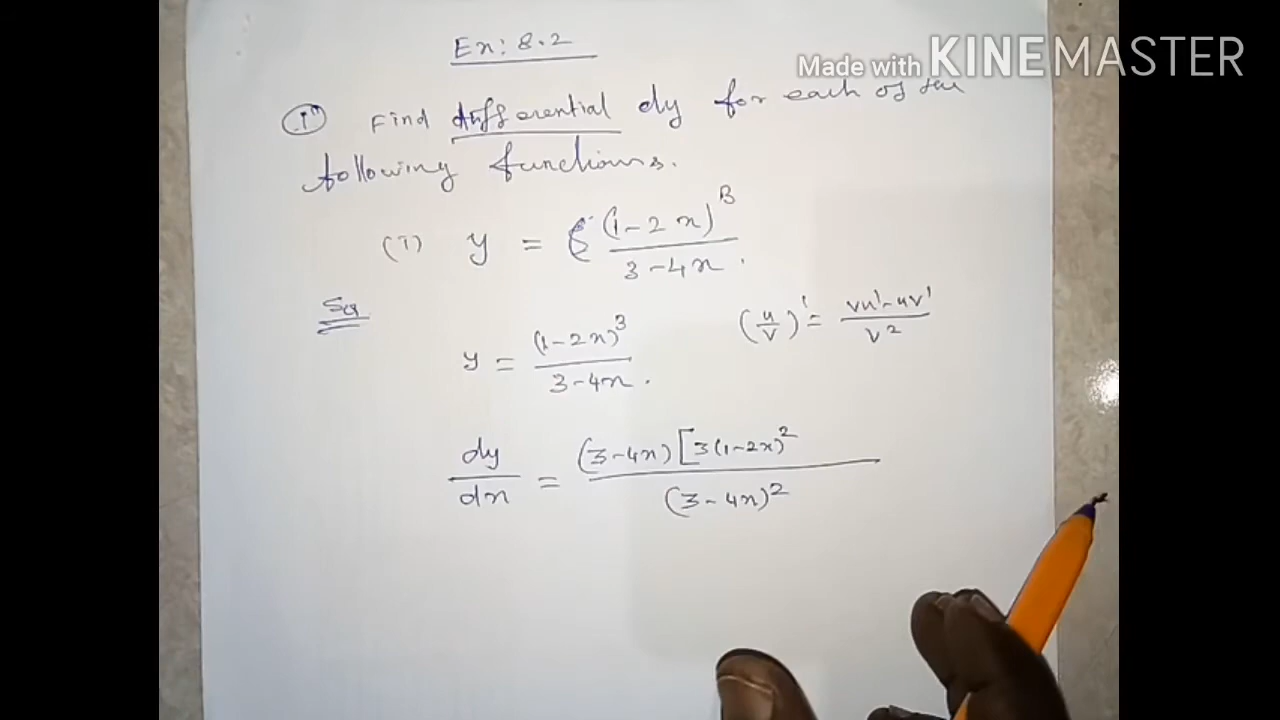 Ex: 8.2
Made with KINEMASTER
(1) Find differential dy for each of the
following functions.
(i) y = (1-2x)^3 / 3-4x .
Sol
y = (1-2x)^3 / 3-4x . (u/v)' = vu'-uv' / v^2
dy/dx = (3-4x)[3(1-2x)^2 / (3-4x)^2